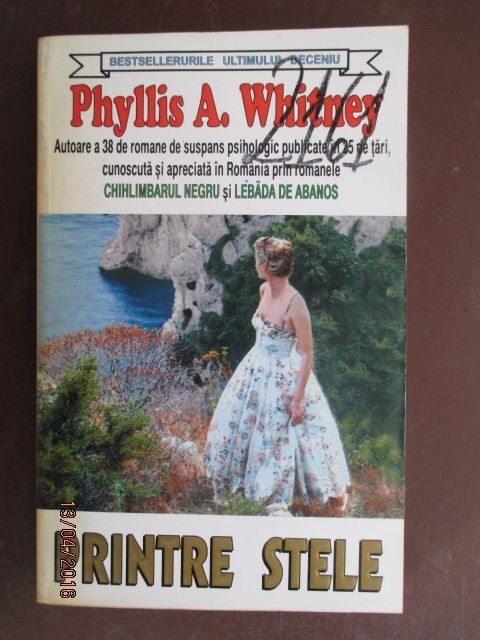 BESTSELLERURILE ULTIMULUI DECENIU
Phyllis A. Whitney
2161
Autoare a 38 de romane de suspans psihologic publicate în 25 de țări,
cunoscută și apreciată în România prin romanele
CHIHLIMBARUL NEGRU și LEBĂDA DE ABANOS
PRINTRE STELE
13/04/2016